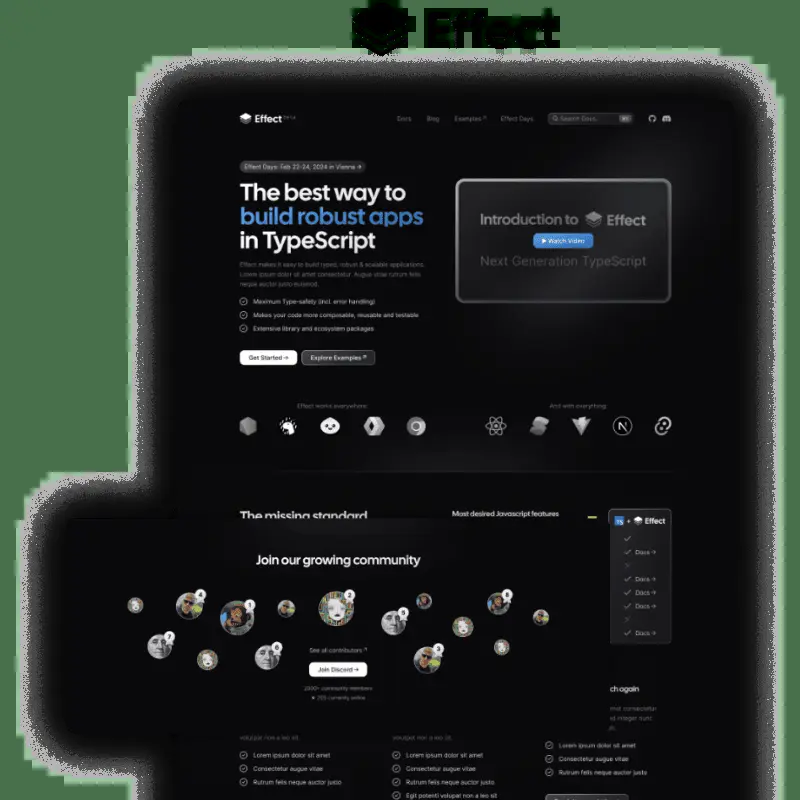 Effect
Effect BETA
Docs Blog Examples Effect Days Search Docs...
Effect Days: Feb 22-24, 2024 in Vienna →
The best way to
build robust apps
in TypeScript
Effect makes it easy to build typed, robust & scalable applications.
Lorem ipsum dolor sit amet consectetur. Augue vitae rutrum felis
neque auctor justo euismod.
Maximum Type-safety (incl. error handling)
Makes your code more composable, reusable and testable
Extensive library and ecosystem packages
Get Started → Explore Examples
Introduction to Effect
Watch Video
Next Generation TypeScript
Effect works everywhere
And with everything
The missing standard
Most desired Javascript features
TS + Effect
Docs →
Docs →
Docs →
Docs →
Docs →
Join our growing community
4
1
2
5
8
7
6
3
See all contributors
Join Discord →
2000+ community members
255 currently online
ch again
met consectetur
id integer nunc
volutpat non a leo sit.
volutpat non a leo sit.
Lorem ipsum dolor sit amet
Consectetur augue vitae
Rutrum felis neque auctor justo
Lorem ipsum dolor sit amet
Consectetur augue vitae
Rutrum felis neque auctor justo
Egit potenti volupat non a leo sit
Lorem ipsum dolor sit amet
Consectetur augue vitae
Rutrum felis neque auctor justo